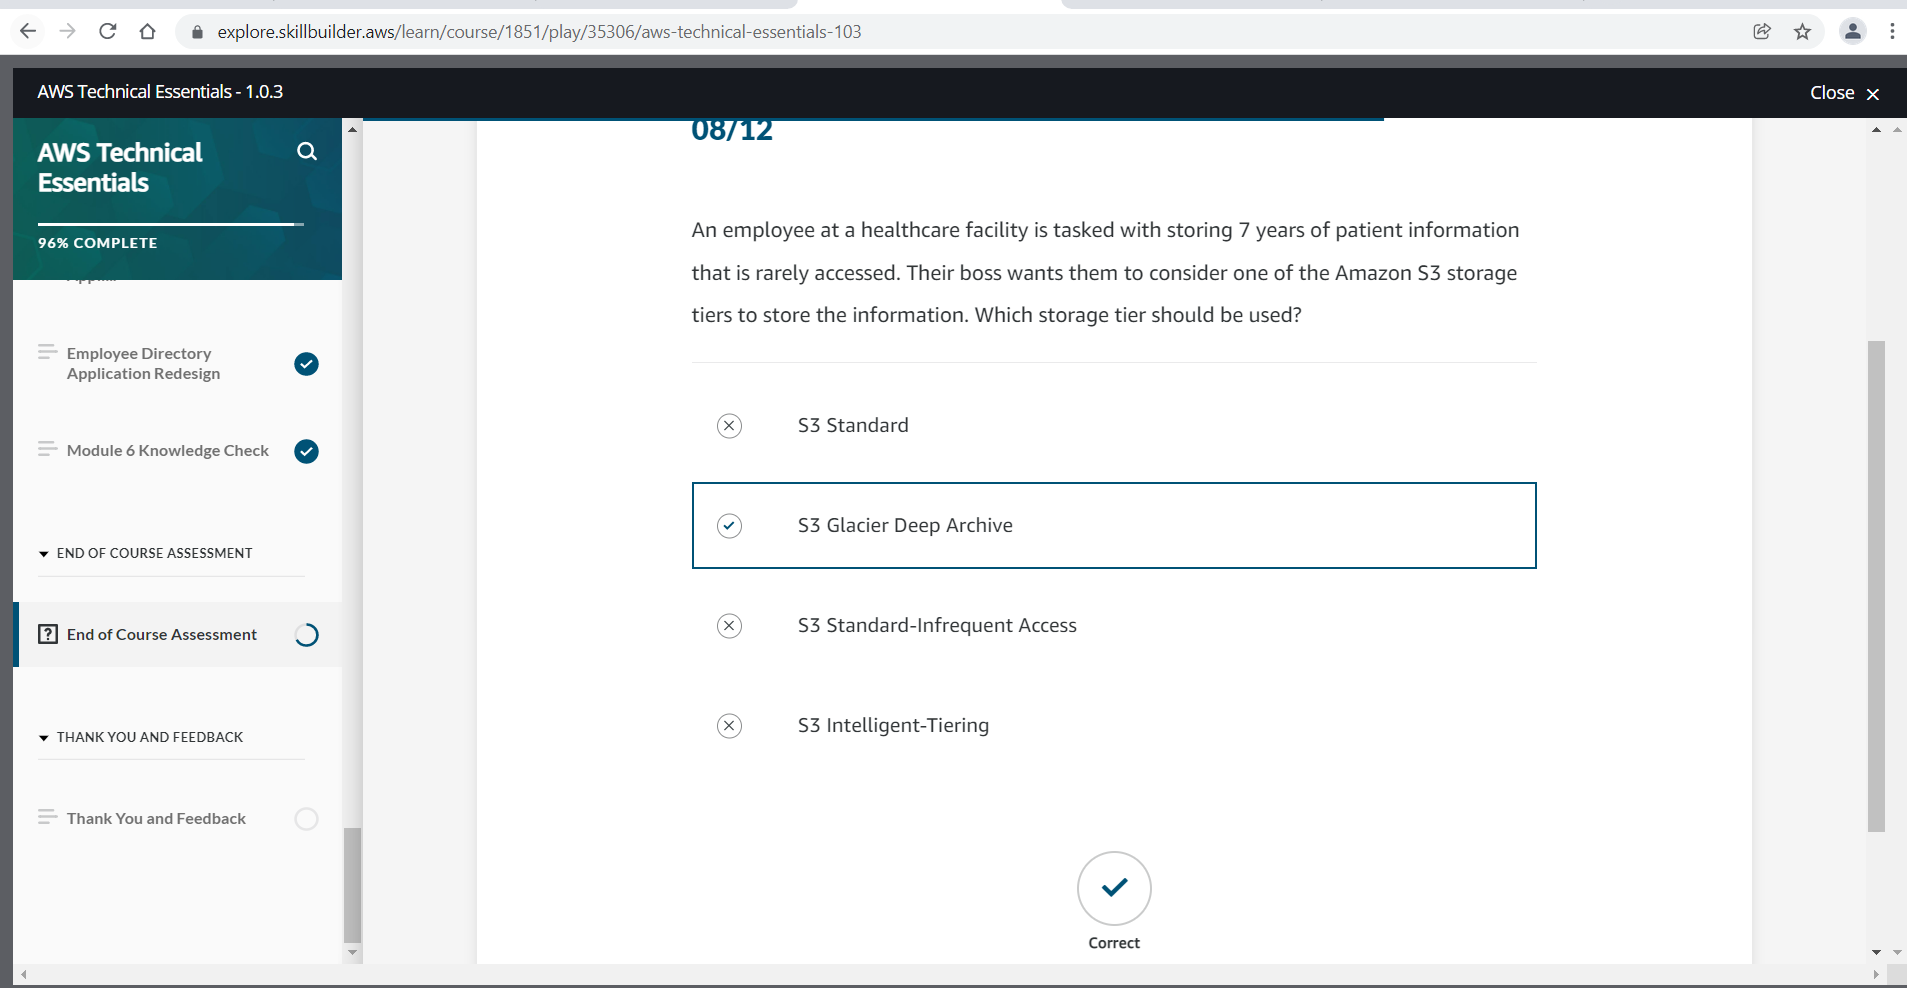 explore.skillbuilder.aws/learn/course/1851/play/35306/aws-technical-essentials-103
AWS Technical Essentials - 1.0.3
Close
AWS Technical
Essentials
96% COMPLETE
Employee Directory
Application Redesign
Module 6 Knowledge Check
END OF COURSE ASSESSMENT
End of Course Assessment
THANK YOU AND FEEDBACK
Thank You and Feedback
08/12
An employee at a healthcare facility is tasked with storing 7 years of patient information
that is rarely accessed. Their boss wants them to consider one of the Amazon S3 storage
tiers to store the information. Which storage tier should be used?
S3 Standard
S3 Glacier Deep Archive
S3 Standard-Infrequent Access
S3 Intelligent-Tiering
Correct